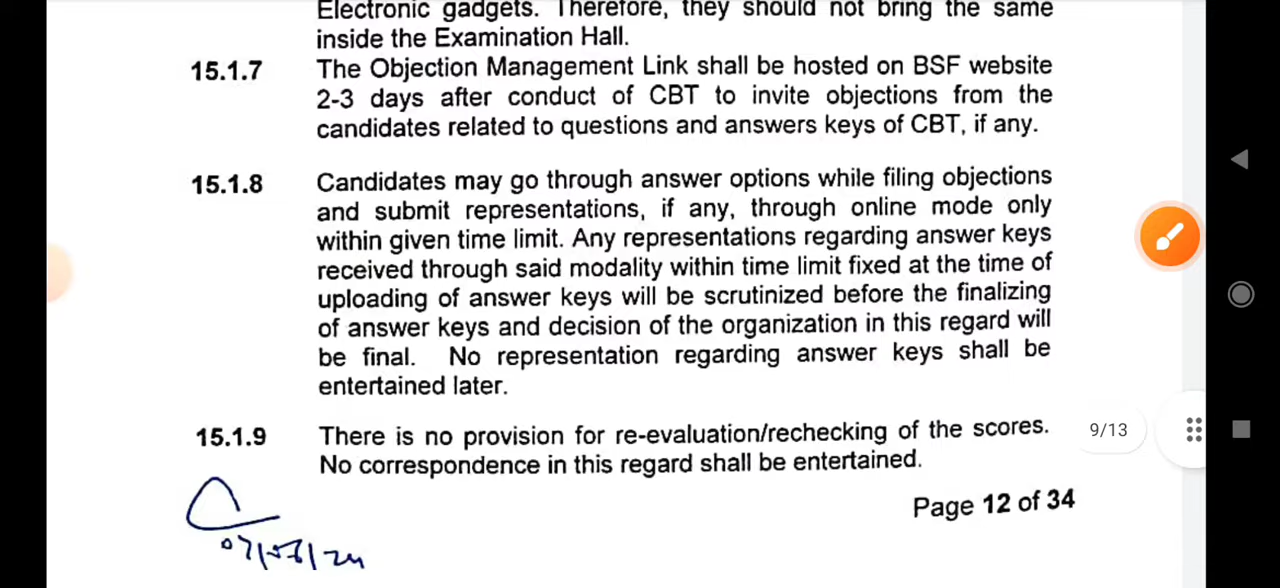 Electronic gadgets. Therefore, they should not bring the same
inside the Examination Hall.
15.1.7 The Objection Management Link shall be hosted on BSF website
2-3 days after conduct of CBT to invite objections from the
candidates related to questions and answers keys of CBT, if any.
15.1.8 Candidates may go through answer options while filing objections
and submit representations, if any, through online mode only
within given time limit. Any representations regarding answer keys
received through said modality within time limit fixed at the time of
uploading of answer keys will be scrutinized before the finalizing
of answer keys and decision of the organization in this regard will
be final. No representation regarding answer keys shall be
entertained later.
15.1.9 There is no provision for re-evaluation/rechecking of the scores.
No correspondence in this regard shall be entertained.
9/13
Page 12 of 34